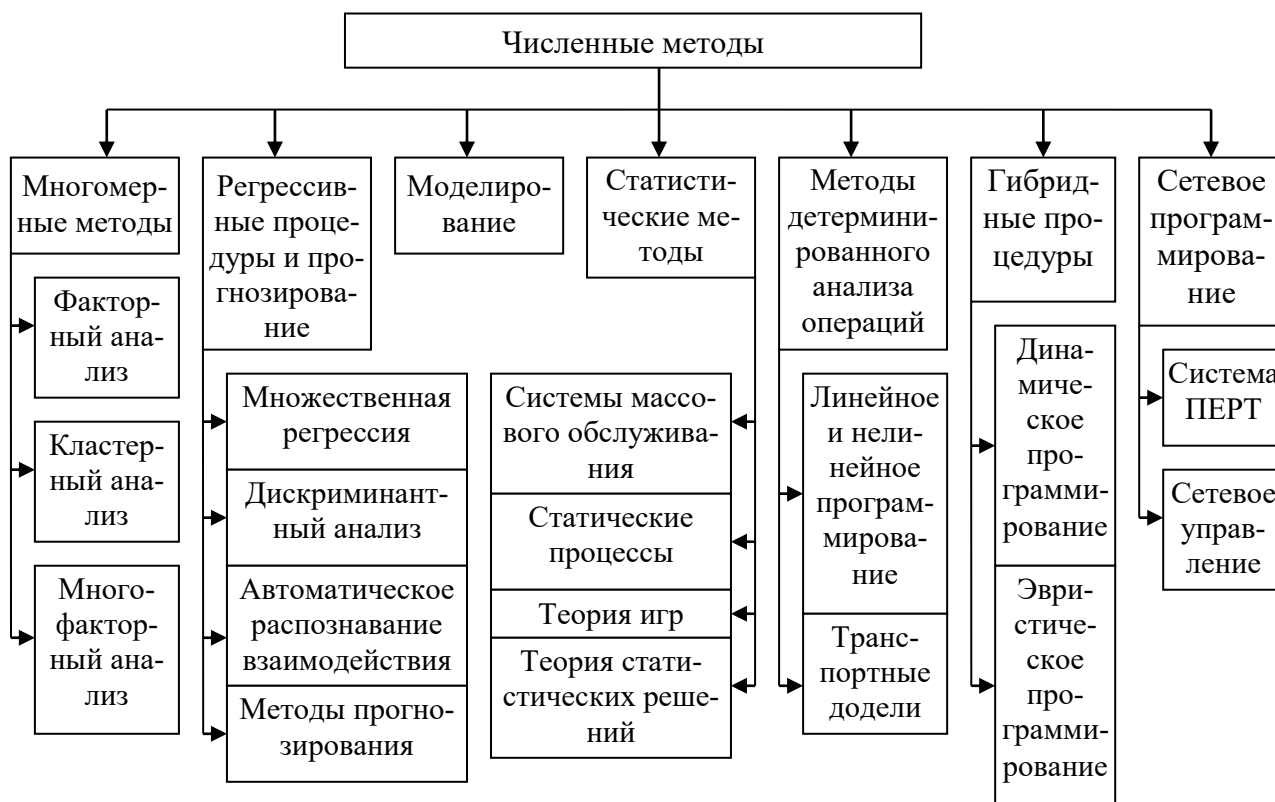 Численные методы
Многомер-
ные методы
Регрессив-
ные проце-
дуры и про-
гнозирова-
ние
Моделиро-
вание
Статисти-
ческие ме-
тоды
Методы
детермини-
рованного
анализа
операций
Гибрид-
ные про-
цедуры
Сетевое
програм-
мирова-
ние
Фактор-
ный ана-
лиз
Кластер-
ный ана-
лиз
Много-
фактор-
ный ана-
лиз
Множественная
регрессия
Дискриминант-
ный анализ
Автоматическое
распознавание
взаимодействия
Методы прогно-
зирования
Системы массо-
вого обслужива-
ния
Статические
процессы
Теория игр
Теория стати-
стических реше-
ний
Линейное
и нели-
нейное
програм-
мирова-
ние
Транс-
портные
додели
Дина-
миче-
ское
про-
грамми-
рование
Эври-
стиче-
ское
про-
грамми-
рование
Система
ПЕРТ
Сетевое
управ-
ление